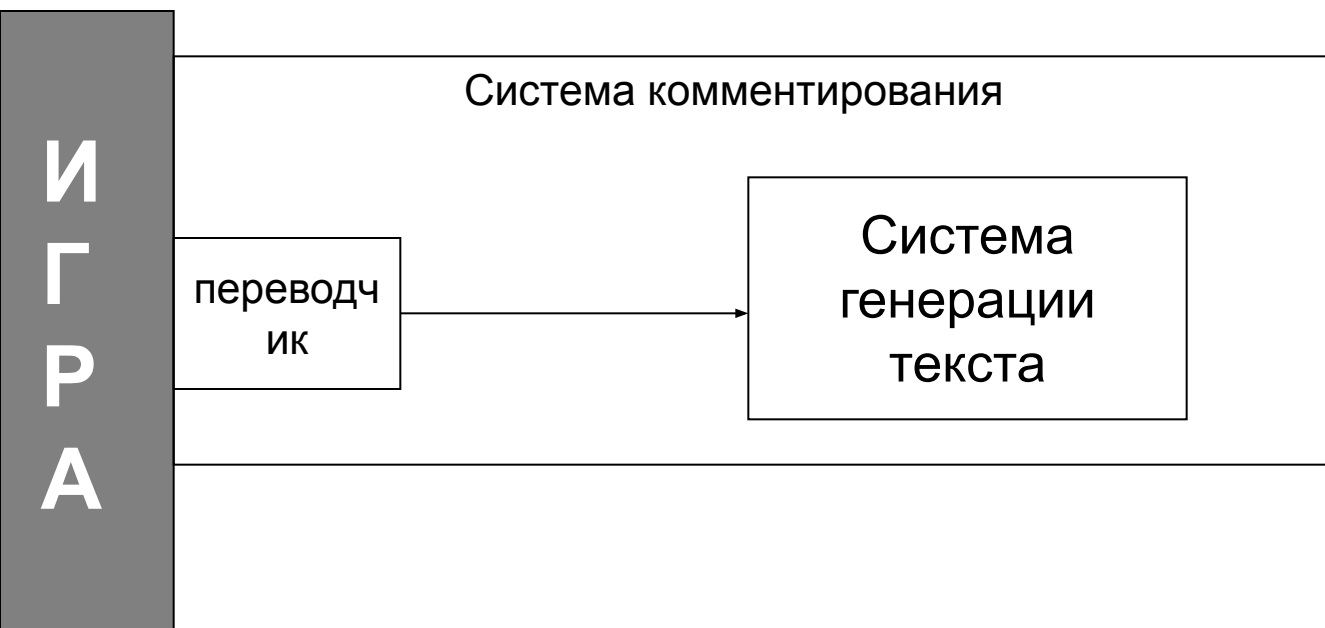 И
Г
Р
А
Система комментирования
переводч
ик
Система
генерации
текста